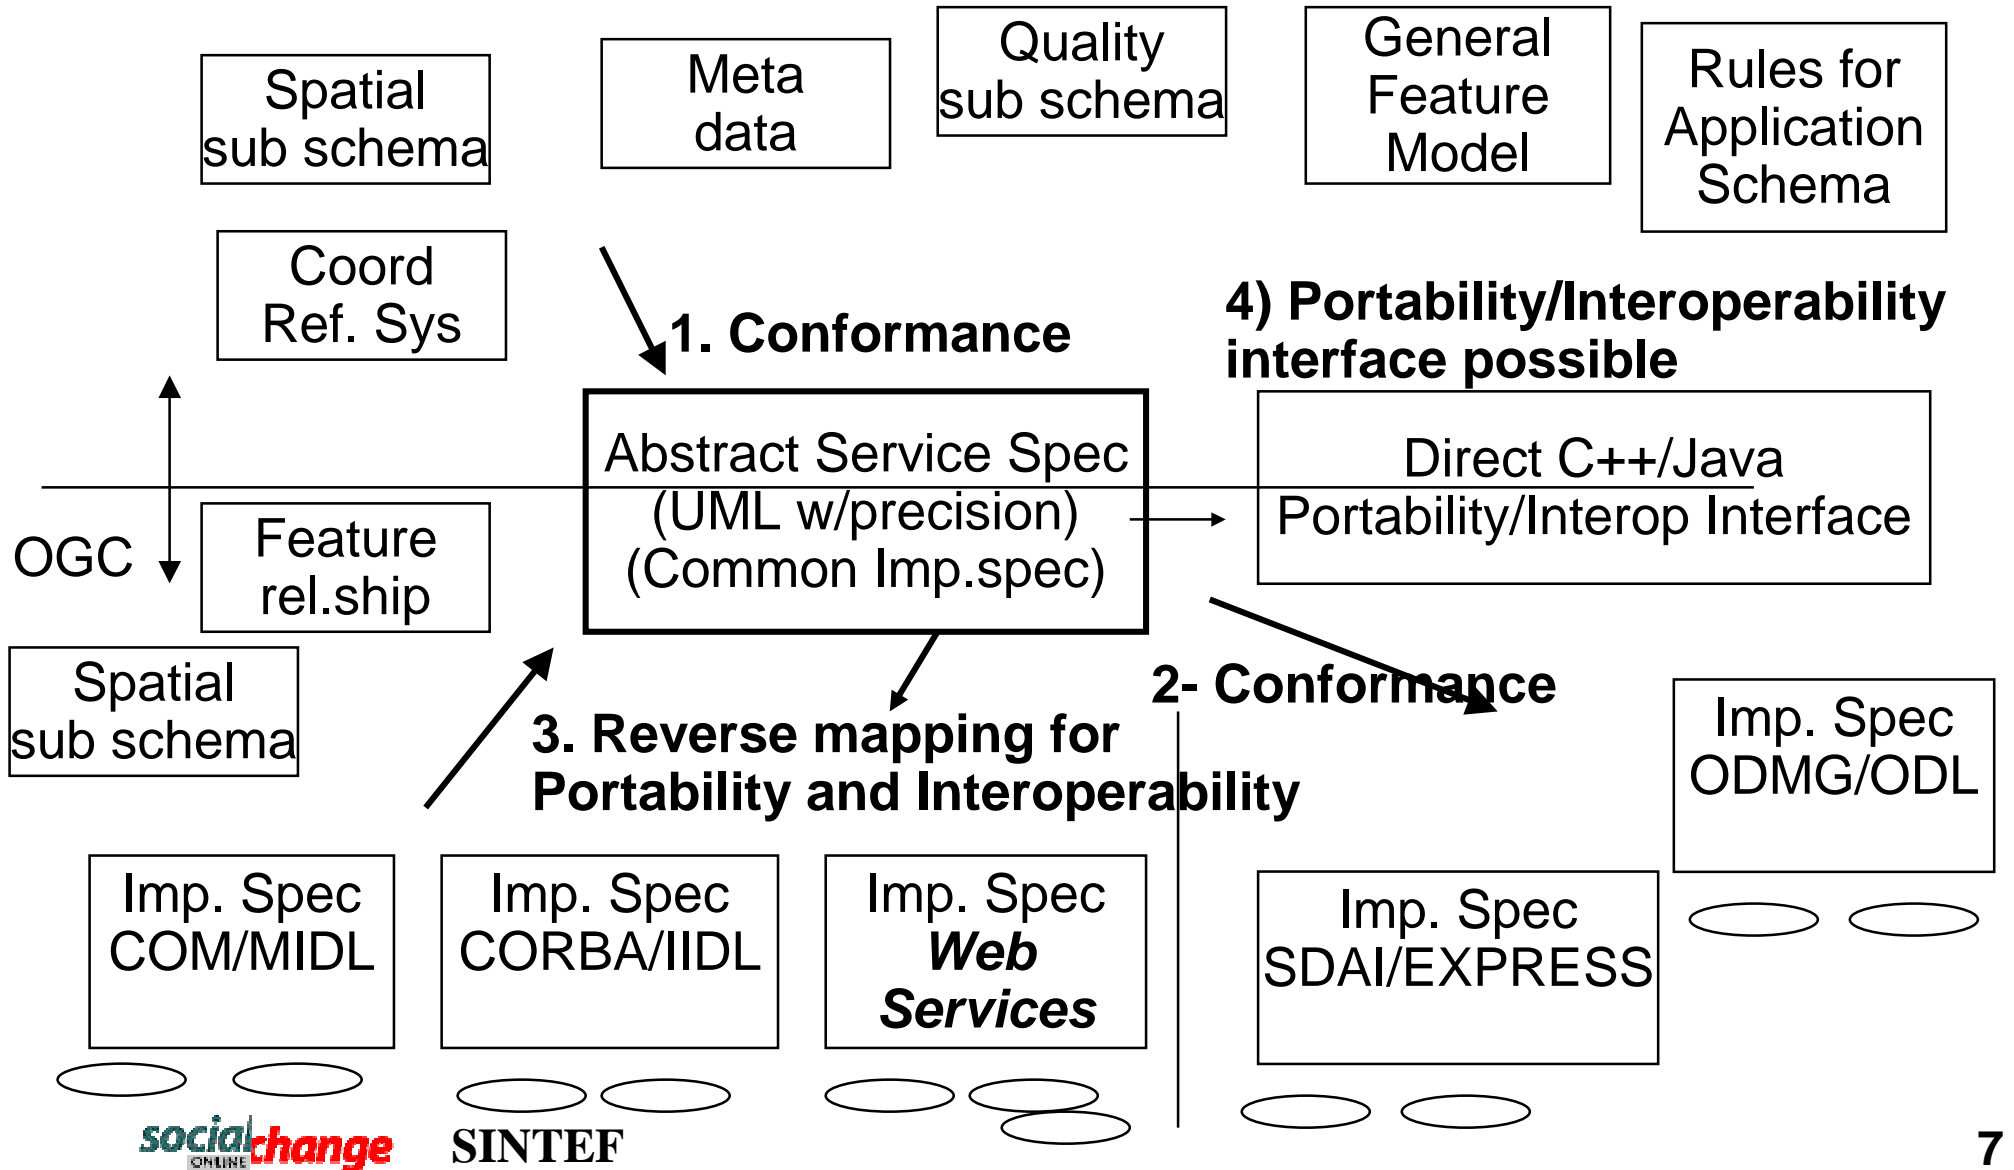 Spatial
sub schema
Meta
data
Quality
sub schema
General
Feature
Model
Rules for
Application
Schema
Coord
Ref. Sys
1. Conformance
4) Portability/Interoperability
interface possible
Abstract Service Spec
(UML w/precision)
(Common Imp.spec)
Direct C++/Java
Portability/Interop Interface
OGC
Feature
rel.ship
Spatial
sub schema
2- Conformance
3. Reverse mapping for
Portability and Interoperability
Imp. Spec
ODMG/ODL
Imp. Spec
COM/MIDL
Imp. Spec
CORBA/IIDL
Imp. Spec
Web
Services
Imp. Spec
SDAI/EXPRESS
social change
ONLINE
SINTEF
7